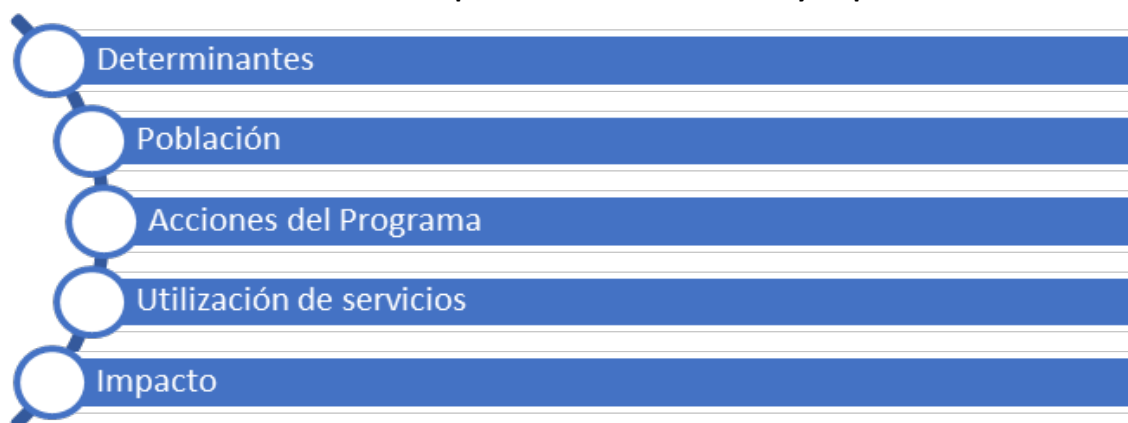 Determinantes
Población
Acciones del Programa
Utilización de servicios
Impacto